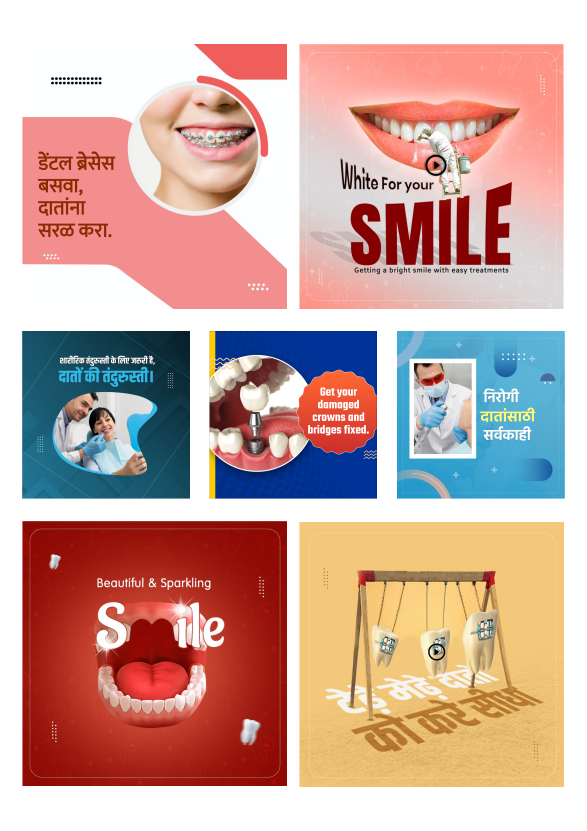 डेंटल ब्रेसेस
बसवा,
दातांना
सरळ करा.
White For your
SMILE
Getting a bright smile with easy treatments
शारीरिक तंदुरुस्ती के लिए जरुरी है,
दातों की तंदुरुस्ती।
Get your
damaged
crowns and
bridges fixed.
निरोगी
दातांसाठी
सर्वकाही
Beautiful & Sparkling
Smile
टेढ़े मेढ़े दातों
को करे सीधा